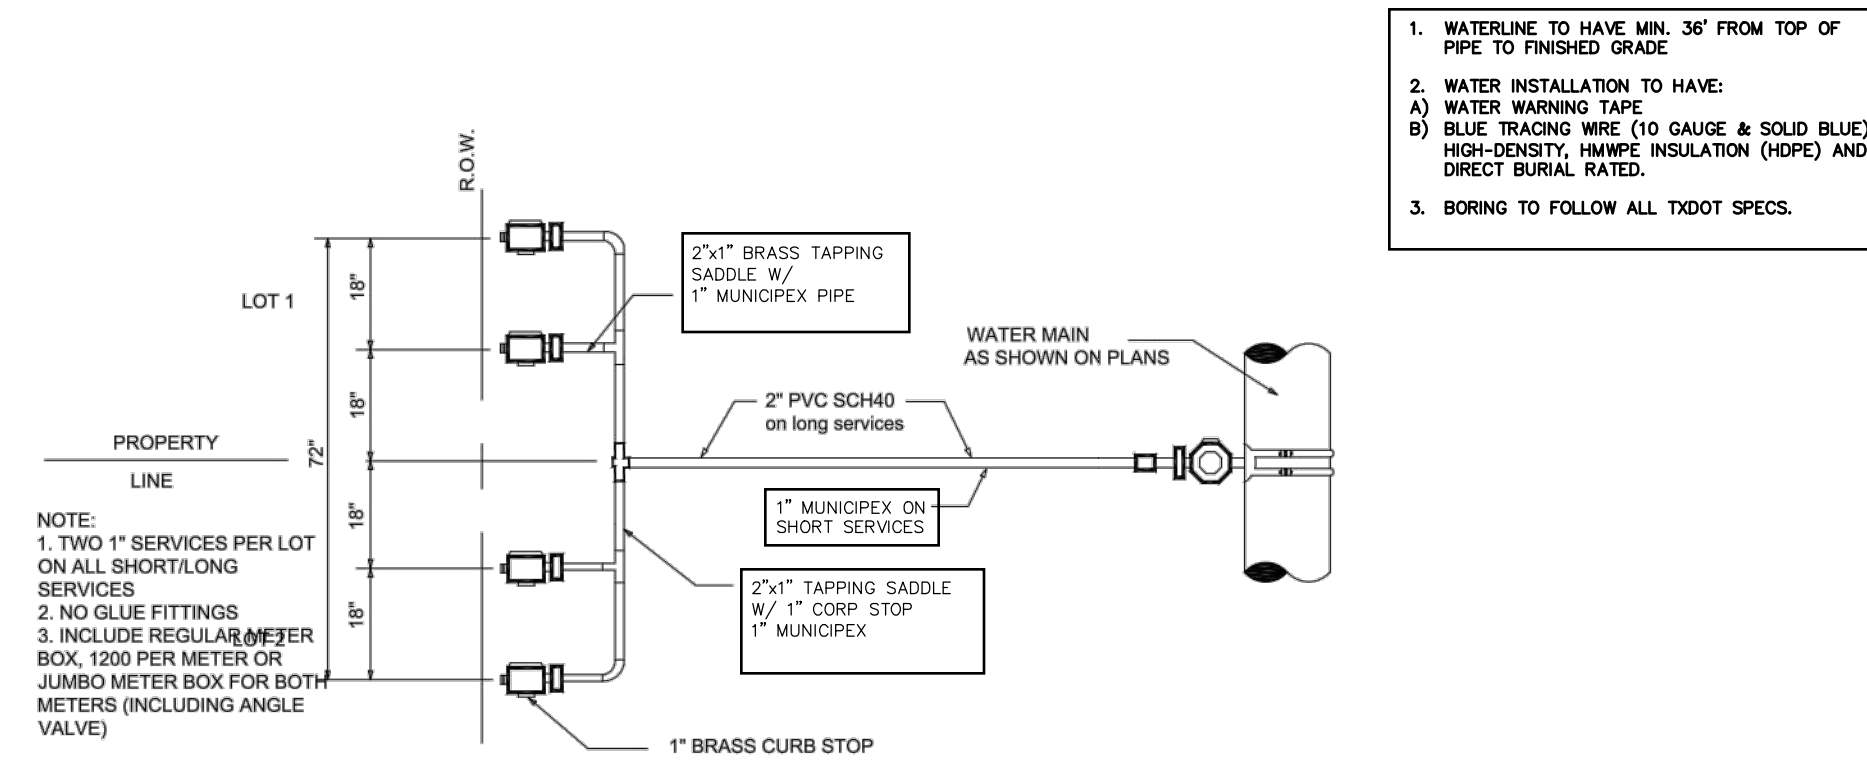 1. WATERLINE TO HAVE MIN. 36' FROM TOP OF
PIPE TO FINISHED GRADE
2. WATER INSTALLATION TO HAVE:
A) WATER WARNING TAPE
B) BLUE TRACING WIRE (10 GAUGE & SOLID BLUE)
HIGH-DENSITY, HMWPE INSULATION (HDPE) AND
DIRECT BURIAL RATED.
3. BORING TO FOLLOW ALL TXDOT SPECS.
R.O.W.
LOT 1
18"
18"
72"
18"
18"
2"x1" BRASS TAPPING
SADDLE W/
1" MUNICIPEX PIPE
WATER MAIN
AS SHOWN ON PLANS
2" PVC SCH40
on long services
PROPERTY
LINE
1" MUNICIPEX ON
SHORT SERVICES
NOTE:
1. TWO 1" SERVICES PER LOT
ON ALL SHORT/LONG
SERVICES
2. NO GLUE FITTINGS
3. INCLUDE REGULAR METER
BOX, 1200 PER METER OR
JUMBO METER BOX FOR BOTH
METERS (INCLUDING ANGLE
VALVE)
LOT 2
2"x1" TAPPING SADDLE
W/ 1" CORP STOP
1" MUNICIPEX
1" BRASS CURB STOP